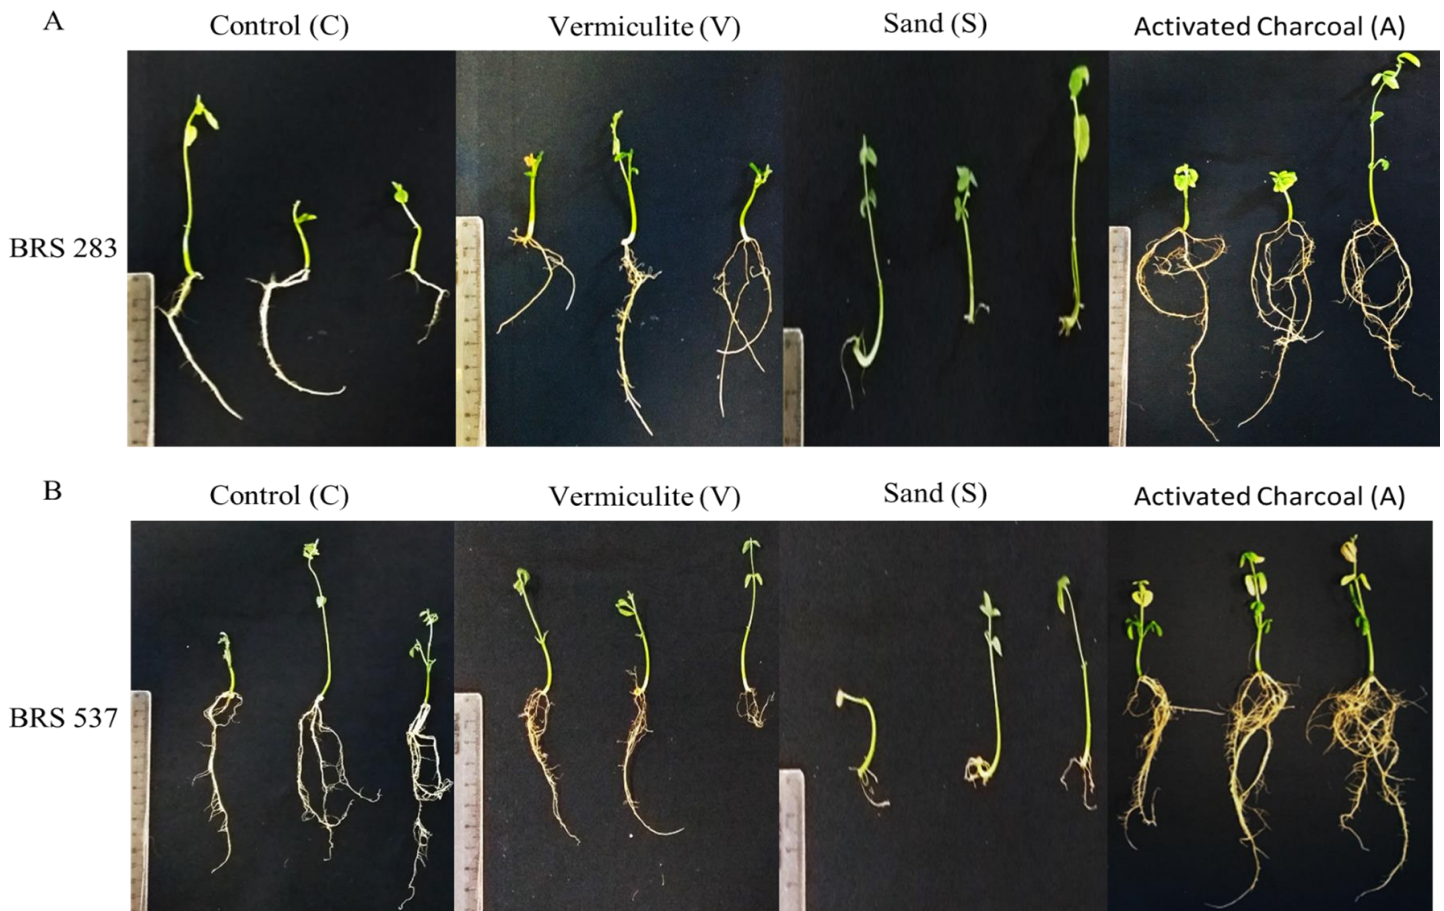 A
Control (C)
Vermiculite (V)
Sand (S)
Activated Charcoal (A)
BRS 283
B
Control (C)
Vermiculite (V)
Sand (S)
Activated Charcoal (A)
BRS 537